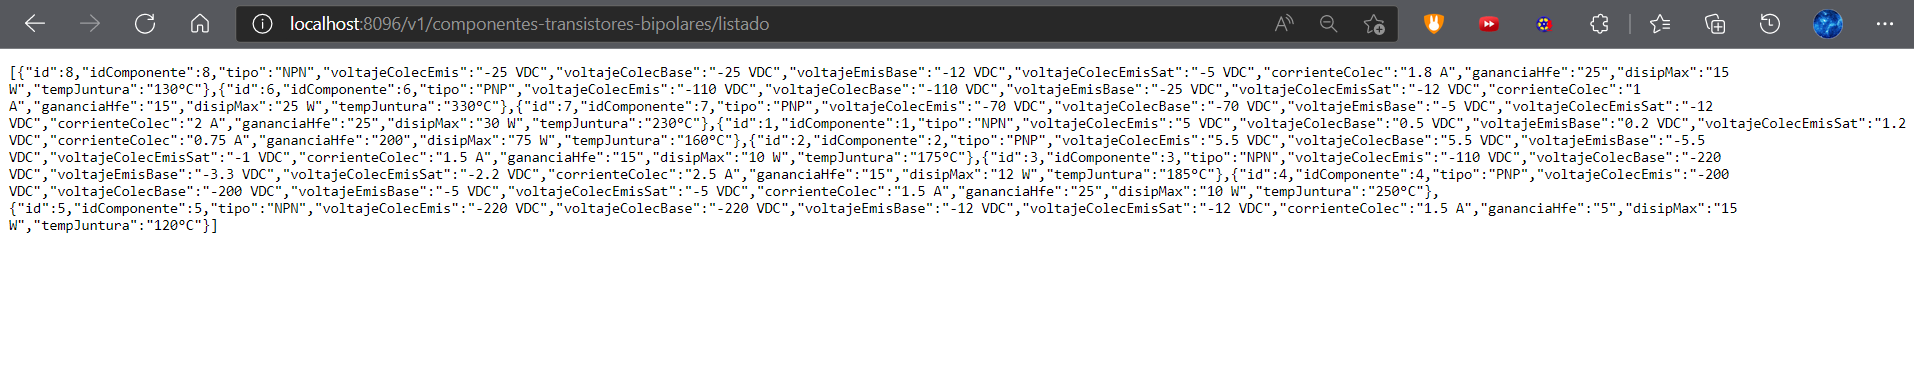 localhost:8096/v1/componentes-transistores-bipolares/listado
[{"id":8,"idComponente":8,"tipo":"NPN","voltajeColecEmis":"-25 VDC","voltajeColecBase":"-25 VDC","voltajeEmisBase":"-12 VDC","voltajeColecEmisSat":"-5 VDC","corrienteColec":"1.8 A","gananciaHfe":"25","disipMax":"15
W","tempJuntura":"130°C"},{"id":6,"idComponente":6,"tipo":"PNP","voltajeColecEmis":"-110 VDC","voltajeColecBase":"-110 VDC","voltajeEmisBase":"-25 VDC","voltajeColecEmisSat":"-12 VDC","corrienteColec":"1
A","gananciaHfe":"15","disipMax":"25 W","tempJuntura":"330°C"},{"id":7,"idComponente":7,"tipo":"PNP","voltajeColecEmis":"-70 VDC","voltajeColecBase":"-70 VDC","voltajeEmisBase":"-5 VDC","voltajeColecEmisSat":"-12
VDC","corrienteColec":"2 A","gananciaHfe":"25","disipMax":"30 W","tempJuntura":"230°C"},{"id":1,"idComponente":1,"tipo":"NPN","voltajeColecEmis":"5 VDC","voltajeColecBase":"0.5 VDC","voltajeEmisBase":"0.2 VDC","voltajeColecEmisSat":"1.2
VDC","corrienteColec":"0.75 A","gananciaHfe":"200","disipMax":"75 W","tempJuntura":"160°C"},{"id":2,"idComponente":2,"tipo":"PNP","voltajeColecEmis":"5.5 VDC","voltajeColecBase":"5.5 VDC","voltajeEmisBase":"-5.5
VDC","voltajeColecEmisSat":"-1 VDC","corrienteColec":"1.5 A","gananciaHfe":"15","disipMax":"10 W","tempJuntura":"175°C"},{"id":3,"idComponente":3,"tipo":"NPN","voltajeColecEmis":"-110 VDC","voltajeColecBase":"-220
VDC","voltajeEmisBase":"-3.3 VDC","voltajeColecEmisSat":"-2.2 VDC","corrienteColec":"2.5 A","gananciaHfe":"15","disipMax":"12 W","tempJuntura":"185°C"},{"id":4,"idComponente":4,"tipo":"PNP","voltajeColecEmis":"-200
VDC","voltajeColecBase":"-200 VDC","voltajeEmisBase":"-5 VDC","voltajeColecEmisSat":"-5 VDC","corrienteColec":"1.5 A","gananciaHfe":"25","disipMax":"10 W","tempJuntura":"250°C"},
{"id":5,"idComponente":5,"tipo":"NPN","voltajeColecEmis":"-220 VDC","voltajeColecBase":"-220 VDC","voltajeEmisBase":"-12 VDC","voltajeColecEmisSat":"-12 VDC","corrienteColec":"1.5 A","gananciaHfe":"5","disipMax":"15
W","tempJuntura":"120°C"}]